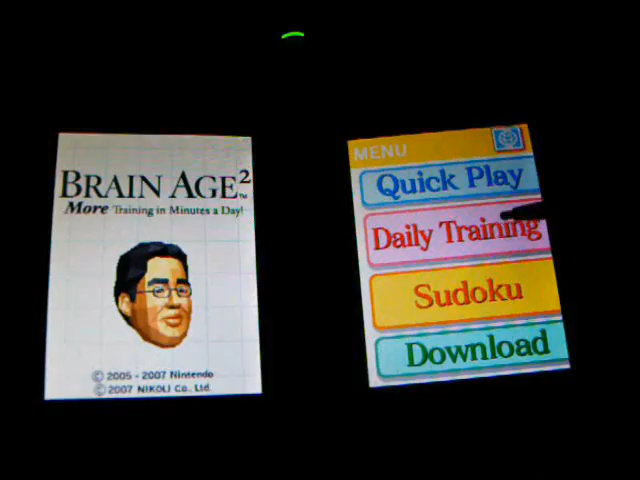 BRAIN AGE²™
More Training in Minutes a Day!
© 2005 - 2007 Nintendo
© 2007 NIKOLI Co., Ltd.
MENU
Quick Play
Daily Training
Sudoku
Download